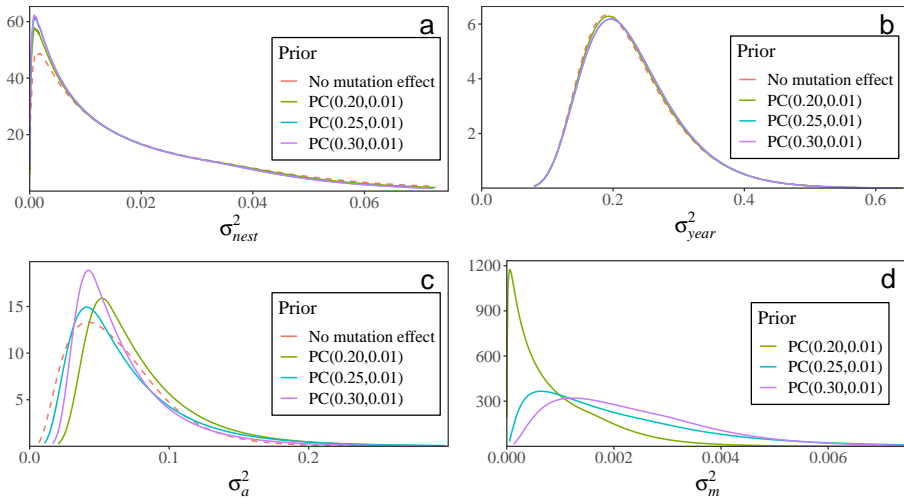 a
60
40
20
0.00
0.02
0.04
0.06
σ²nest
Prior
No mutation effect
PC(0.20,0.01)
PC(0.25,0.01)
PC(0.30,0.01)
b
6
4
2
0.0
0.2
0.4
0.6
σ²year
Prior
No mutation effect
PC(0.20,0.01)
PC(0.25,0.01)
PC(0.30,0.01)
c
15
10
5
0.0
0.1
0.2
σ²a
Prior
No mutation effect
PC(0.20,0.01)
PC(0.25,0.01)
PC(0.30,0.01)
d
1200
900
600
300
0.000
0.002
0.004
0.006
σ²m
Prior
PC(0.20,0.01)
PC(0.25,0.01)
PC(0.30,0.01)